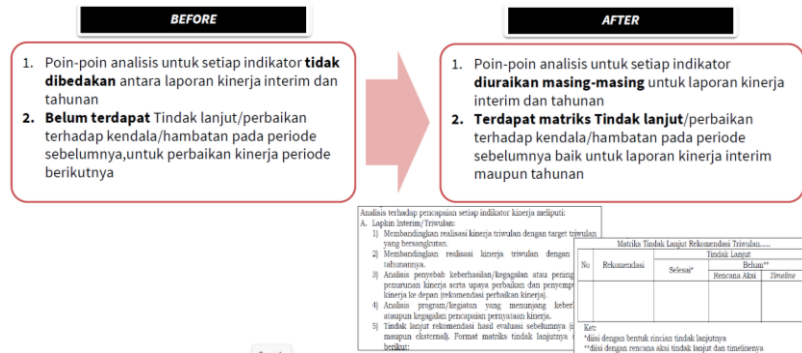 BEFORE
1. Poin-poin analisis untuk setiap indikator tidak
dibedakan antara laporan kinerja interim dan
tahunan
2. Belum terdapat Tindak lanjut/perbaikan
terhadap kendala/hambatan pada periode
sebelumnya,untuk perbaikan kinerja periode
berikutnya
AFTER
1. Poin-poin analisis untuk setiap indikator
diuraikan masing-masing untuk laporan kinerja
interim dan tahunan
2. Terdapat matriks Tindak lanjut/perbaikan
terhadap kendala/hambatan pada periode
sebelumnya baik untuk laporan kinerja interim
maupun tahunan
Analisis terhadap pencapaian setiap indikator kinerja meliputi:
A. Lapkin Interim/Triwulan:
1) Membandingkan realisasi kinerja triwulan dengan target triwulan
yang bersangkutan.
2) Membandingkan realisasi kinerja triwulan dengan
tahunannya.
3) Analisis penyebab keberhasilan/kegagalan atau pening
penurunan kinerja serta upaya perbaikan dan penyemp
kinerja ke depan (rekomendasi perbaikan kinerja).
4) Analisis program/kegiatan yang menunjang keberl
ataupun kegagalan pencapaian pernyataan kinerja.
5) Tindak lanjut rekomendasi hasil evaluasi sebelumnya (i
maupun eksternal). Format matriks tindak lanjutnya
berikut:
Matriks Tindak Lanjut Rekomendasi Triwulan......
No Rekomendasi Tindak Lanjut
Selesai* Belum**
Rencana Aksi Timeline
Ket:
*diisi dengan bentuk rincian tindak lanjutnya
**diisi dengan rencana aksi tindak lanjut dan timelinenya